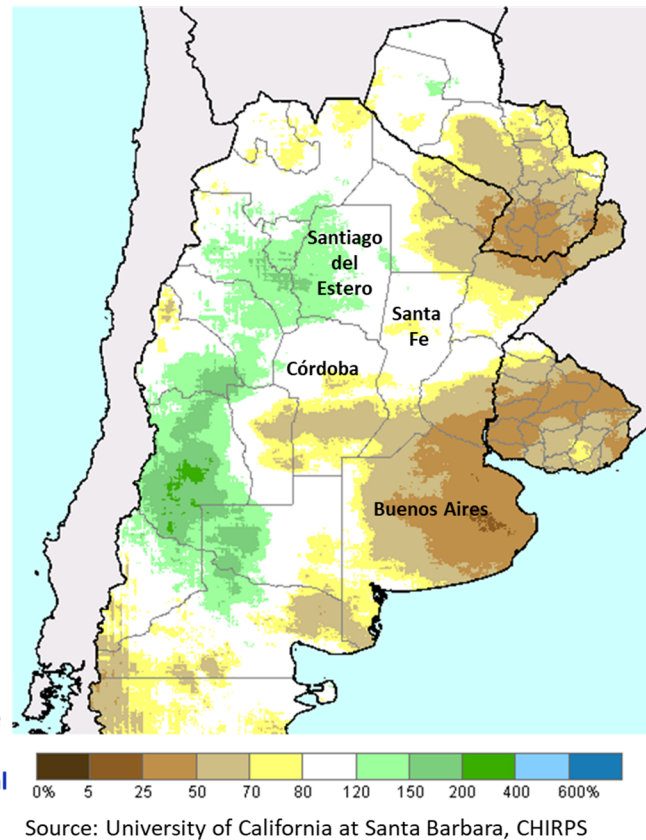 Santiago
del
Estero
Santa
Fe
Córdoba
Buenos Aires
0% 5 25 50 70 80 120 150 200 400 600%
Source: University of California at Santa Barbara, CHIRPS